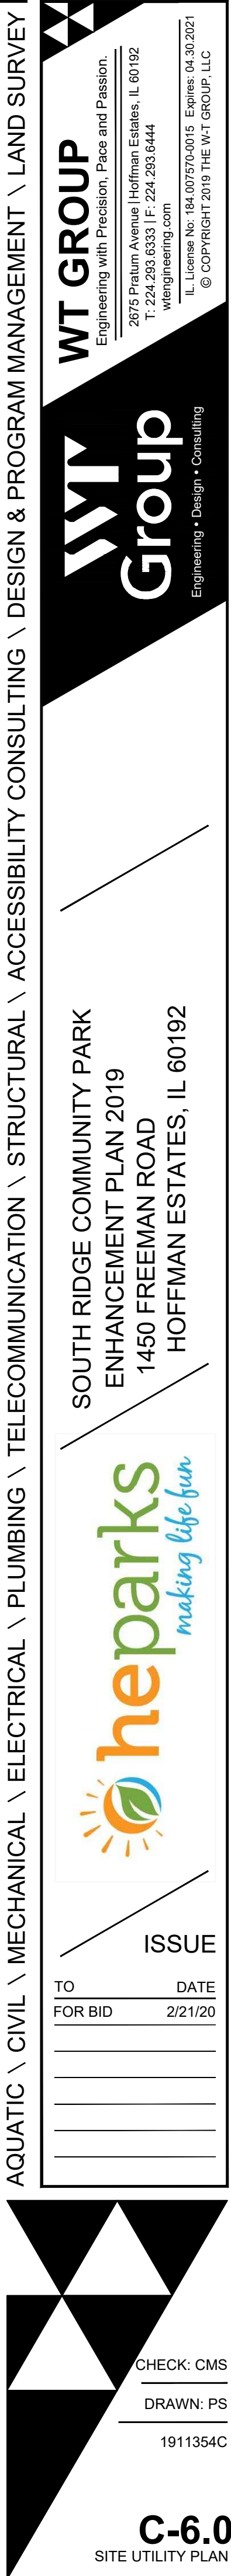 AQUATIC \ CIVIL \ MECHANICAL \ ELECTRICAL \ PLUMBING \ TELECOMMUNICATION \ STRUCTURAL \ ACCESSIBILITY CONSULTING \ DESIGN & PROGRAM MANAGEMENT \ LAND SURVEY
WT GROUP
Engineering with Precision, Pace and Passion.
2675 Pratum Avenue | Hoffman Estates, IL 60192
T: 224.293.6333 | F: 224.293.6444
wtengineering.com
IL. License No: 184.007570-0015 Expires: 04.30.2021
© COPYRIGHT 2019 THE W-T GROUP, LLC
WT
Group
Engineering • Design • Consulting
SOUTH RIDGE COMMUNITY PARK
ENHANCEMENT PLAN 2019
1450 FREEMAN ROAD
HOFFMAN ESTATES, IL 60192
heparks
making life fun
ISSUE
TO DATE
FOR BID 2/21/20
CHECK: CMS
DRAWN: PS
1911354C
C-6.0
SITE UTILITY PLAN